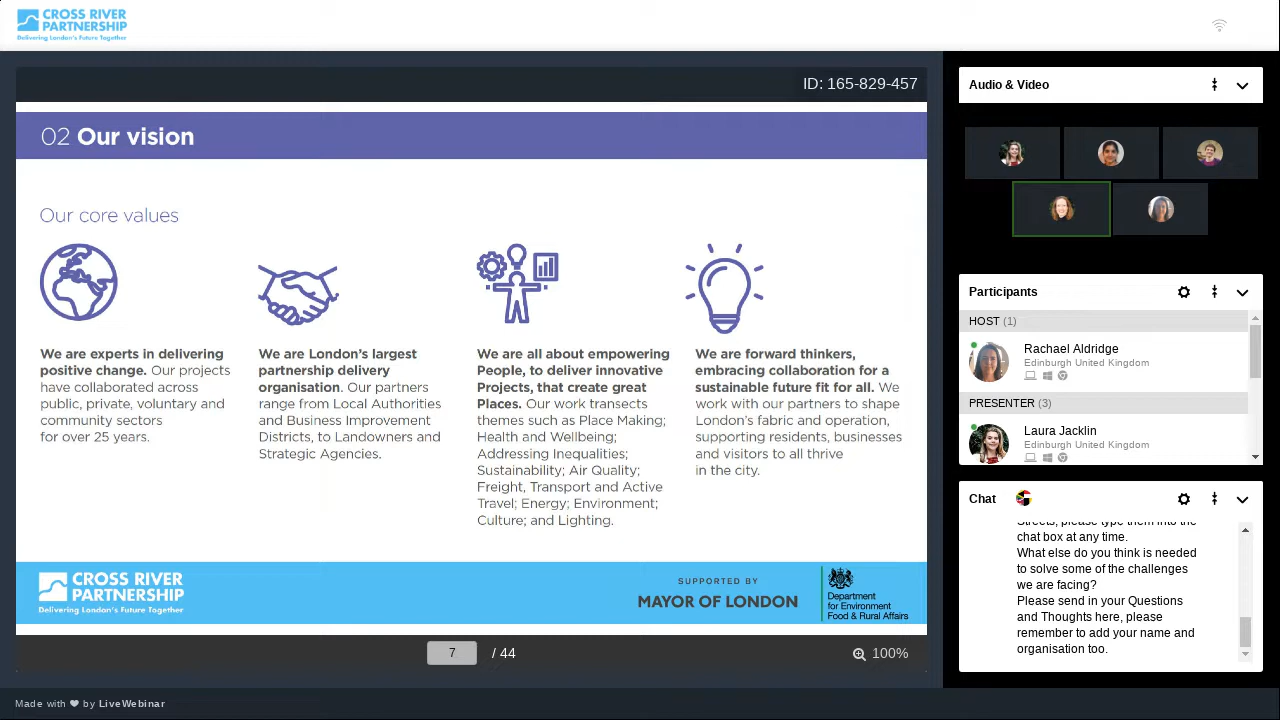 CROSS RIVER
PARTNERSHIP
Delivering London's Future Together
ID: 165-829-457
02 Our vision
Our core values
We are experts in delivering
positive change. Our projects
have collaborated across
public, private, voluntary and
community sectors
for over 25 years.
We are London's largest
partnership delivery
organisation. Our partners
range from Local Authorities
and Business Improvement
Districts, to Landowners and
Strategic Agencies.
We are all about empowering
People, to deliver innovative
Projects, that create great
Places. Our work transects
themes such as Place Making;
Health and Wellbeing;
Addressing Inequalities;
Sustainability; Air Quality;
Freight, Transport and Active
Travel; Energy; Environment;
Culture; and Lighting.
We are forward thinkers,
embracing collaboration for a
sustainable future fit for all. We
work with our partners to shape
London's fabric and operation,
supporting residents, businesses
and visitors to all thrive
in the city.
CROSS RIVER
PARTNERSHIP
Delivering London's Future Together
SUPPORTED BY
MAYOR OF LONDON
Department
for Environment
Food & Rural Affairs
7 / 44
100%
Made with by LiveWebinar
Audio & Video
Participants
HOST (1)
Rachael Aldridge
Edinburgh United Kingdom
PRESENTER (3)
Laura Jacklin
Edinburgh United Kingdom
Chat
Streets, please type them into the
chat box at any time.
What else do you think is needed
to solve some of the challenges
we are facing?
Please send in your Questions
and Thoughts here, please
remember to add your name and
organisation too.